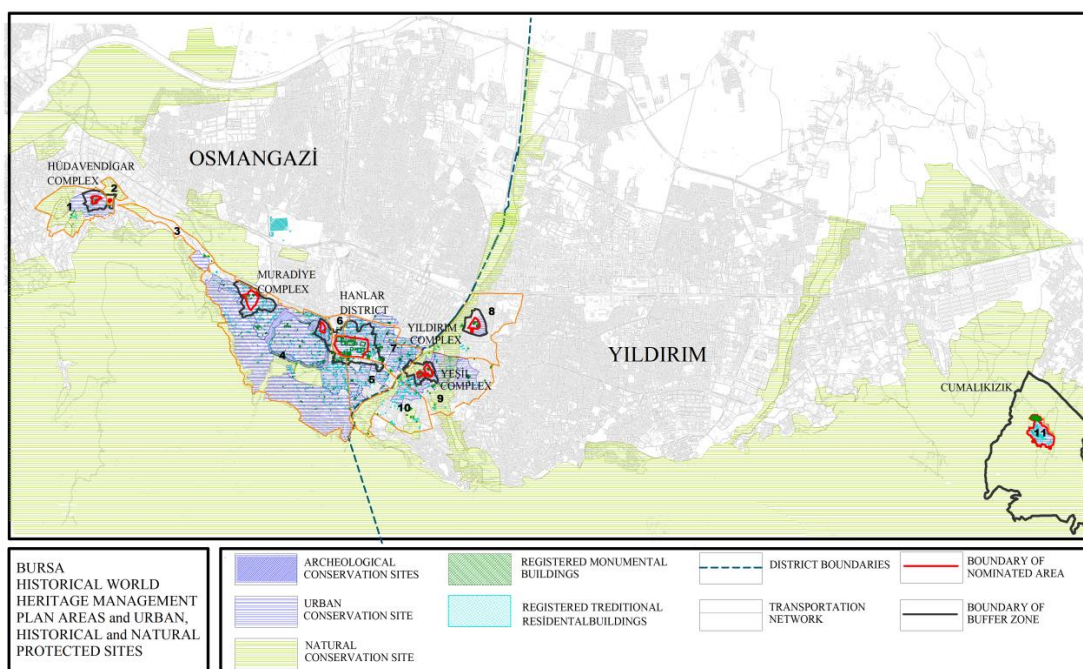 OSMANGAZİ
HÜDAVENDİGAR
COMPLEX
2
1
3
MURADİYE
COMPLEX
HANLAR
DISTRICT
6
8
YILDIRIM
COMPLEX
7
YILDIRIM
4
YEŞİL
COMPLEX
5
9
10
CUMALIKIZIK
11
BURSA
HISTORICAL WORLD
HERITAGE MANAGEMENT
PLAN AREAS and URBAN,
HISTORICAL and NATURAL
PROTECTED SITES
ARCHEOLOGICAL
CONSERVATION SITES
URBAN
CONSERVATION SITE
NATURAL
CONSERVATION SITE
REGISTERED MONUMENTAL
BUILDINGS
REGISTERED TREDITIONAL
RESİDENTALBUILDINGS
DISTRICT BOUNDARIES
TRANSPORTATION
NETWORK
BOUNDARY OF
NOMINATED AREA
BOUNDARY OF
BUFFER ZONE